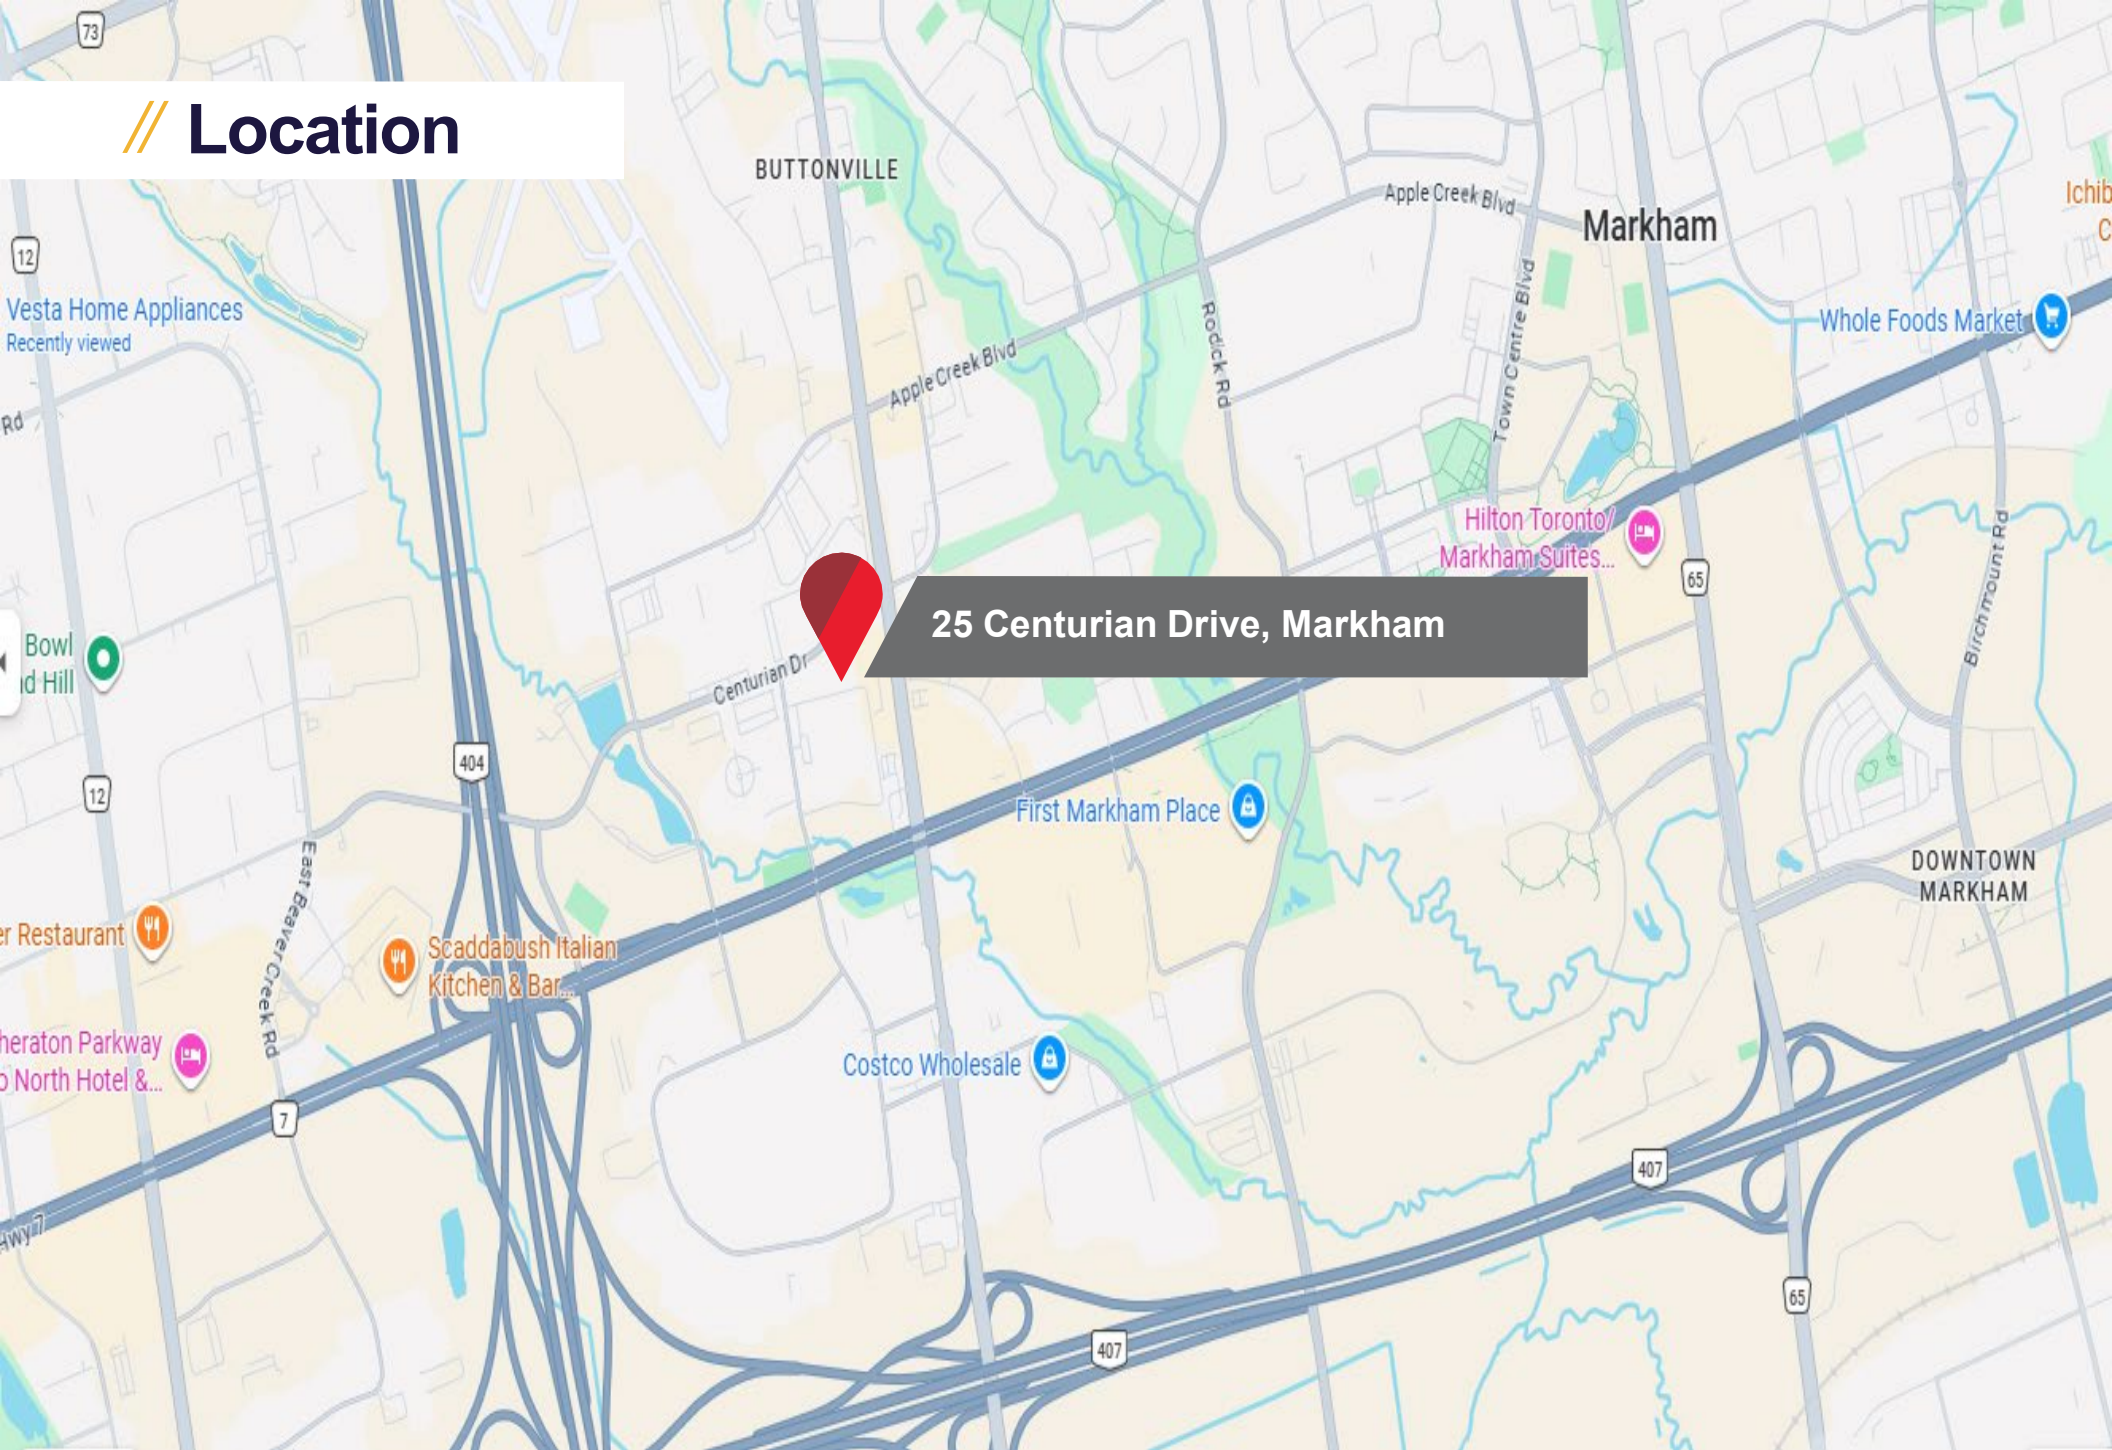 73
// Location
BUTTONVILLE
Apple Creek Blvd
Markham
12
Vesta Home Appliances
Recently viewed
Whole Foods Market
Rodick Rd
Town Centre Blvd
Apple Creek Blvd
Rd
Hilton Toronto/
Markham Suites...
65
Birchmount Rd
25 Centurian Drive, Markham
Bowl
Hill
Centurian Dr
404
12
First Markham Place
East Beaver Creek Rd
DOWNTOWN
MARKHAM
Restaurant
Scaddabush Italian
Kitchen & Bar...
Parkway
North Hotel &...
Costco Wholesale
7
407
Hwy 7
65
407